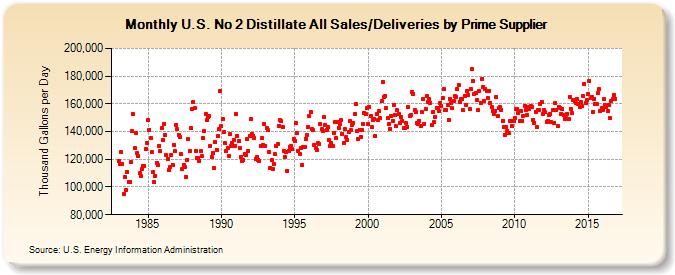 Monthly U.S. No 2 Distillate All Sales/Deliveries by Prime Supplier
Thousand Gallons per Day
200,000
180,000
160,000
140,000
120,000
100,000
80,000
1985 1990 1995 2000 2005 2010 2015
Source: U.S. Energy Information Administration